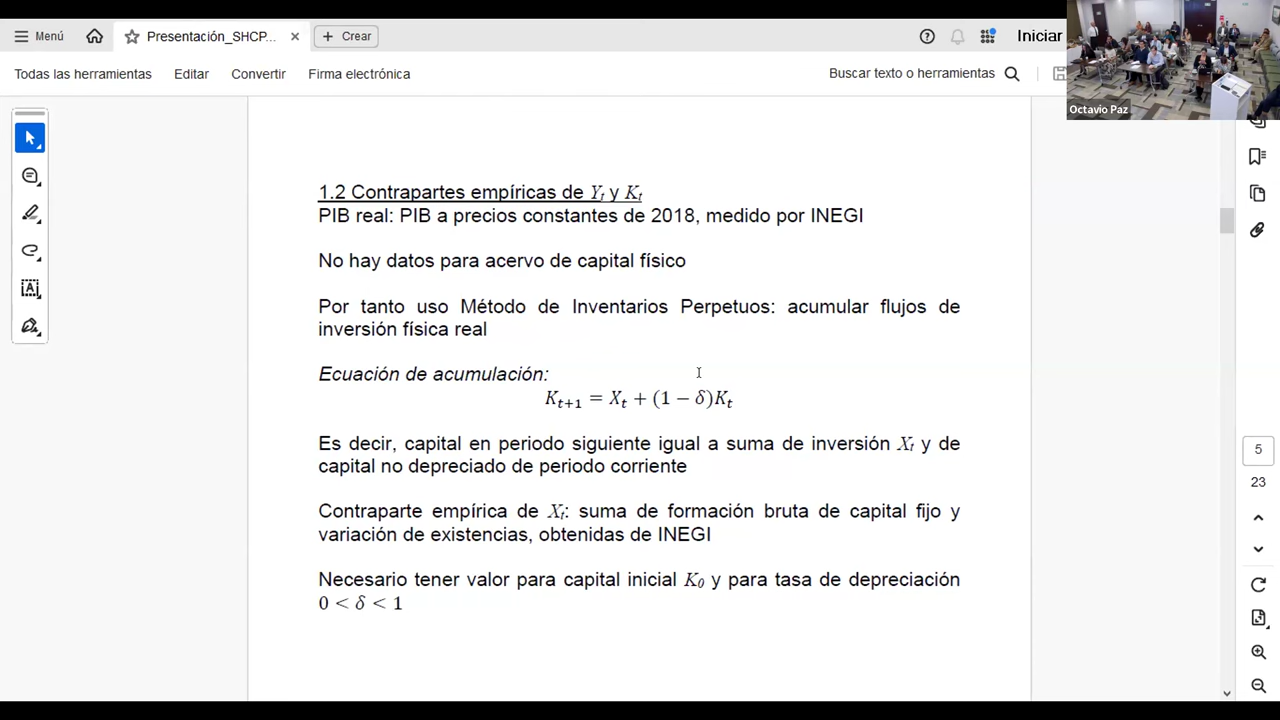 Menú
Presentación_SHCP...
Crear
Iniciar
Todas las herramientas
Editar
Convertir
Firma electrónica
Buscar texto o herramientas
Octavio Paz
1.2 Contrapartes empíricas de Yt y Kt
PIB real: PIB a precios constantes de 2018, medido por INEGI
No hay datos para acervo de capital físico
Por tanto uso Método de Inventarios Perpetuos: acumular flujos de
inversión física real
Ecuación de acumulación:
Kt+1 = Xt + (1 − δ)Kt
Es decir, capital en periodo siguiente igual a suma de inversión Xt y de
capital no depreciado de periodo corriente
Contraparte empírica de Xt: suma de formación bruta de capital fijo y
variación de existencias, obtenidas de INEGI
Necesario tener valor para capital inicial K0 y para tasa de depreciación
0 < δ < 1
5
23